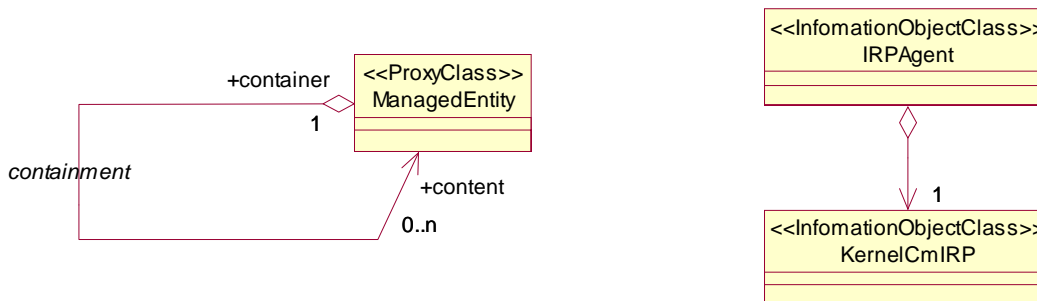 +container
1
<<ProxyClass>>
ManagedEntity
containment
+content
0..n
<<InfomationObjectClass>>
IRPAgent
1
<<InfomationObjectClass>>
KernelCmIRP